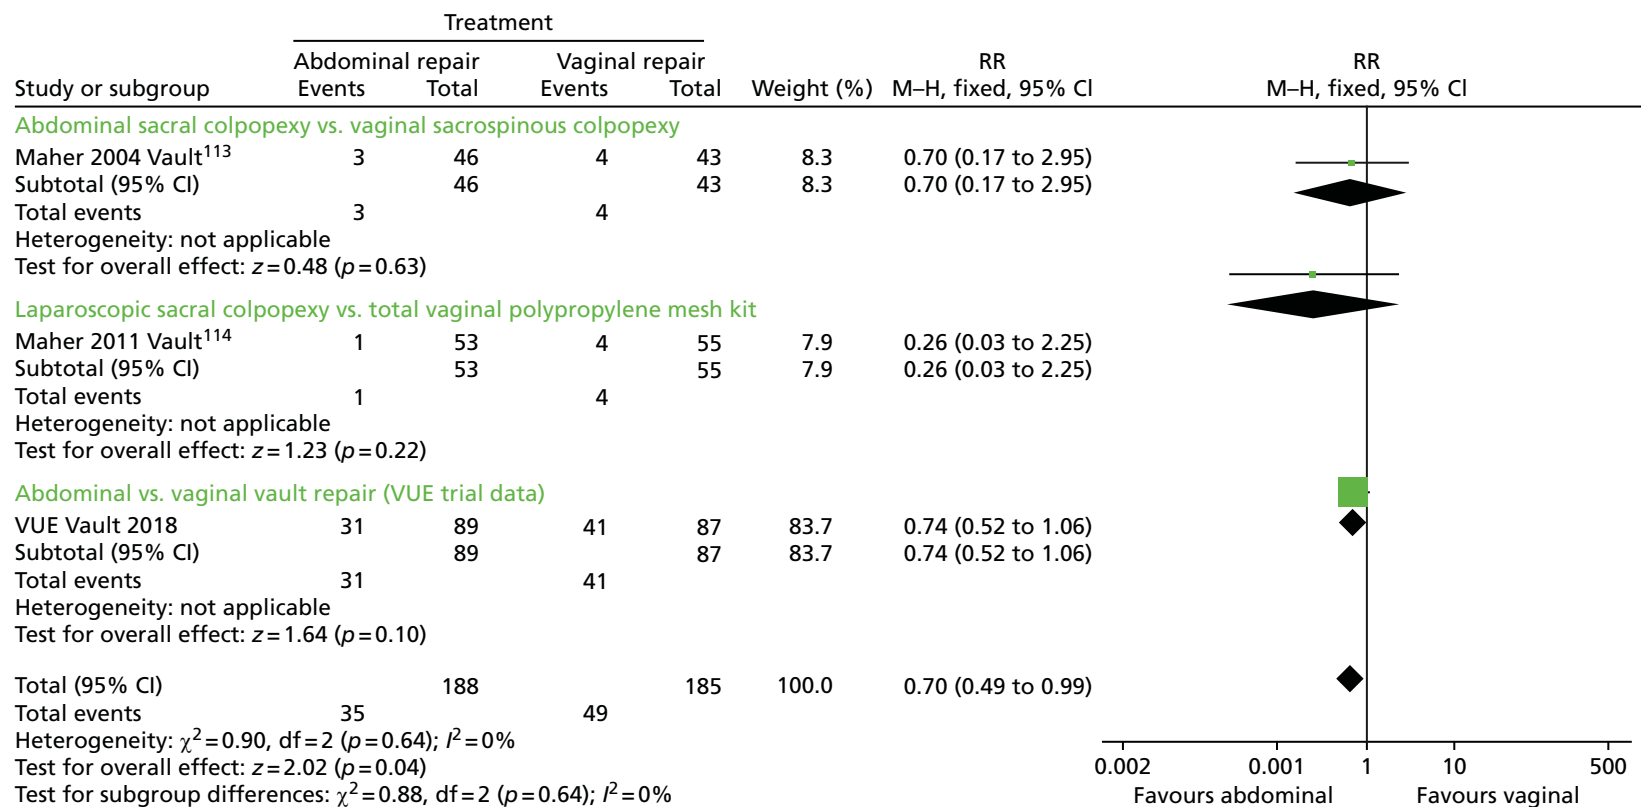 Treatment
Abdominal repair Vaginal repair RR RR
Study or subgroup Events Total Events Total Weight (%) M–H, fixed, 95% CI M–H, fixed, 95% CI
Abdominal sacral colpopexy vs. vaginal sacrospinous colpopexy
Maher 2004 Vault113 3 46 4 43 8.3 0.70 (0.17 to 2.95)
Subtotal (95% CI) 46 43 8.3 0.70 (0.17 to 2.95)
Total events 3 4
Heterogeneity: not applicable
Test for overall effect: z=0.48 (p=0.63)
Laparoscopic sacral colpopexy vs. total vaginal polypropylene mesh kit
Maher 2011 Vault114 1 53 4 55 7.9 0.26 (0.03 to 2.25)
Subtotal (95% CI) 53 55 7.9 0.26 (0.03 to 2.25)
Total events 1 4
Heterogeneity: not applicable
Test for overall effect: z=1.23 (p=0.22)
Abdominal vs. vaginal vault repair (VUE trial data)
VUE Vault 2018 31 89 41 87 83.7 0.74 (0.52 to 1.06)
Subtotal (95% CI) 89 87 83.7 0.74 (0.52 to 1.06)
Total events 31 41
Heterogeneity: not applicable
Test for overall effect: z=1.64 (p=0.10)
Total (95% CI) 188 185 100.0 0.70 (0.49 to 0.99)
Total events 35 49
Heterogeneity: χ2=0.90, df=2 (p=0.64); I2=0%
Test for overall effect: z=2.02 (p=0.04)
Test for subgroup differences: χ2=0.88, df=2 (p=0.64); I2=0%
0.002 0.001 1 10 500
Favours abdominal Favours vaginal